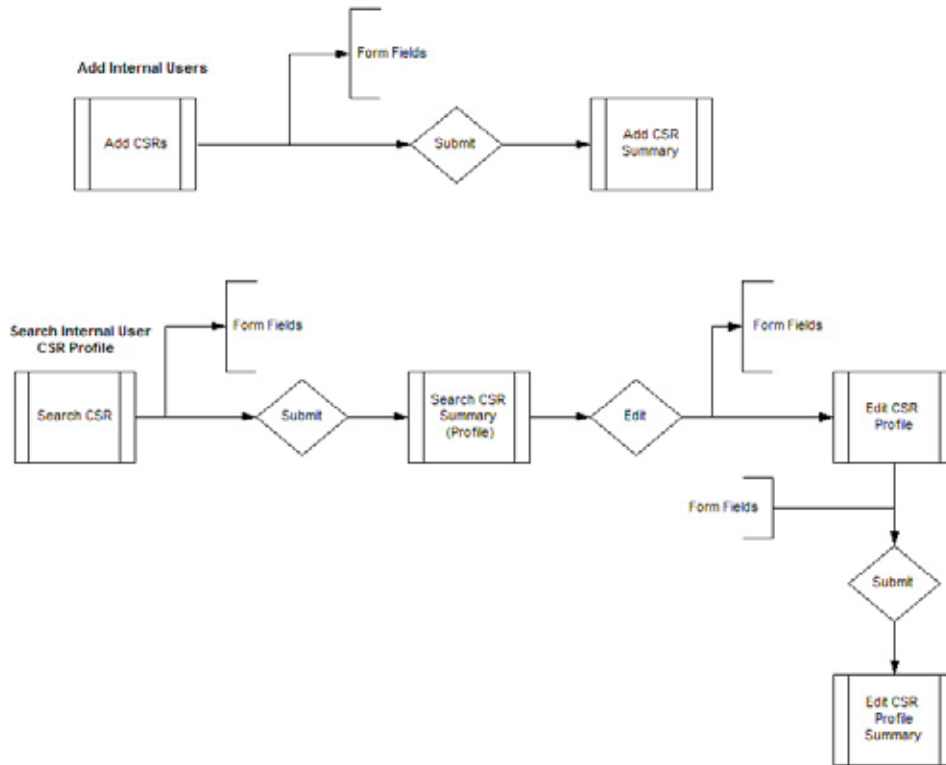 Form Fields
Add Internal Users
Add CSRs
Submit
Add CSR
Summary
Search Internal User
CSR Profile
Form Fields
Form Fields
Search CSR
Submit
Search CSR
Summary
(Profile)
Edit
Edit CSR
Profile
Form Fields
Submit
Edit CSR
Profile
Summary